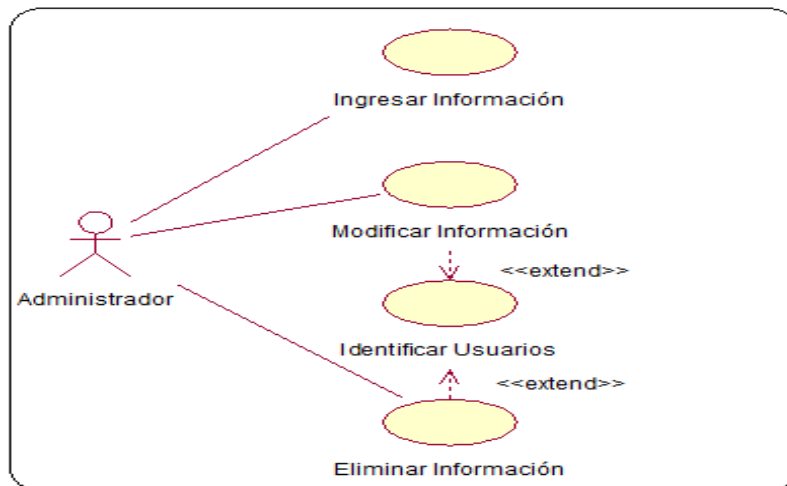 Ingresar Información
Modificar Información
<<extend>>
Administrador
Identificar Usuarios
<<extend>>
Eliminar Información